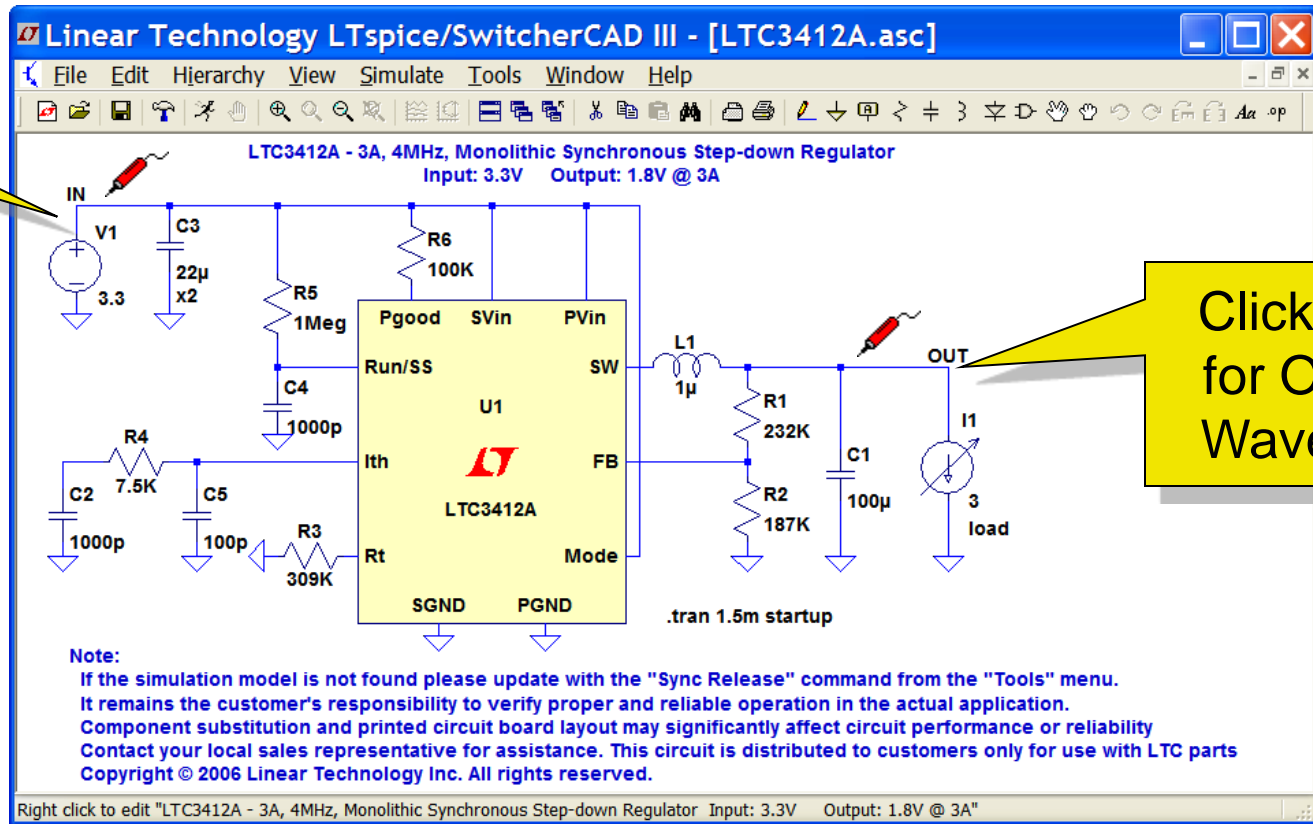 Linear Technology LTspice/SwitcherCAD III - [LTC3412A.asc]
File Edit Hierarchy View Simulate Tools Window Help
Aa .op
LTC3412A - 3A, 4MHz, Monolithic Synchronous Step-down Regulator
Input: 3.3V Output: 1.8V @ 3A
IN
V1
3.3
C3
22µ
x2
R5
1Meg
R6
100K
Pgood SVin PVin
Run/SS
SW
C4
1000p
U1
L1
1µ
OUT
R1
232K
R4
7.5K
C2
1000p
C5
100p
Ith
FB
LTC3412A
R2
187K
C1
100µ
I1
3
load
R3
309K
Rt
Mode
SGND PGND
.tran 1.5m startup
Click
for O
Wave
Note:
If the simulation model is not found please update with the "Sync Release" command from the "Tools" menu.
It remains the customer's responsibility to verify proper and reliable operation in the actual application.
Component substitution and printed circuit board layout may significantly affect circuit performance or reliability
Contact your local sales representative for assistance. This circuit is distributed to customers only for use with LTC parts
Copyright © 2006 Linear Technology Inc. All rights reserved.
Right click to edit "LTC3412A - 3A, 4MHz, Monolithic Synchronous Step-down Regulator Input: 3.3V Output: 1.8V @ 3A"